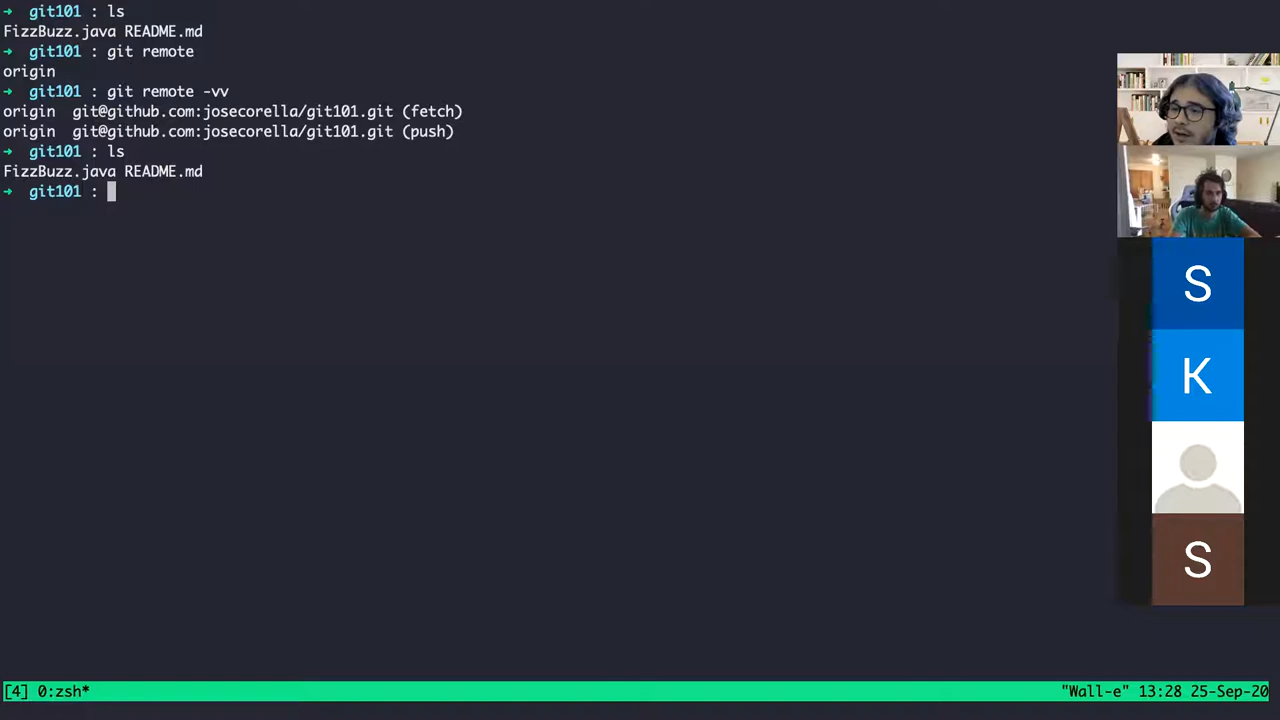 ➜ git101 : ls
FizzBuzz.java README.md
➜ git101 : git remote
origin
➜ git101 : git remote -vv
origin git@github.com:josecorella/git101.git (fetch)
origin git@github.com:josecorella/git101.git (push)
➜ git101 : ls
FizzBuzz.java README.md
➜ git101 :
S
K
S
[4] 0:zsh* "Wall-e" 13:28 25-Sep-20